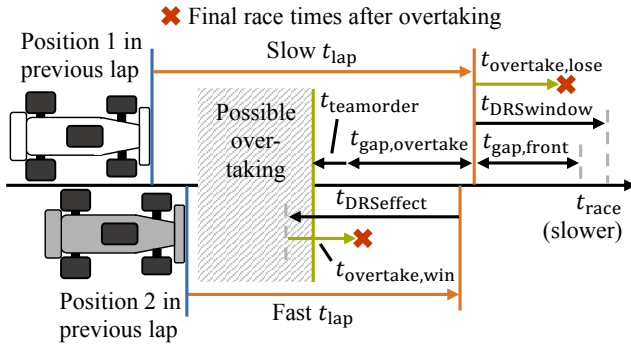 Final race times after overtaking
Position 1 in
previous lap
Slow t_lap
t_overtake,lose
Possible
over-
taking
t_teamorder
t_DRSwindow
t_gap,overtake
t_gap,front
t_DRSeffect
t_race
(slower)
t_overtake,win
Position 2 in
previous lap
Fast t_lap